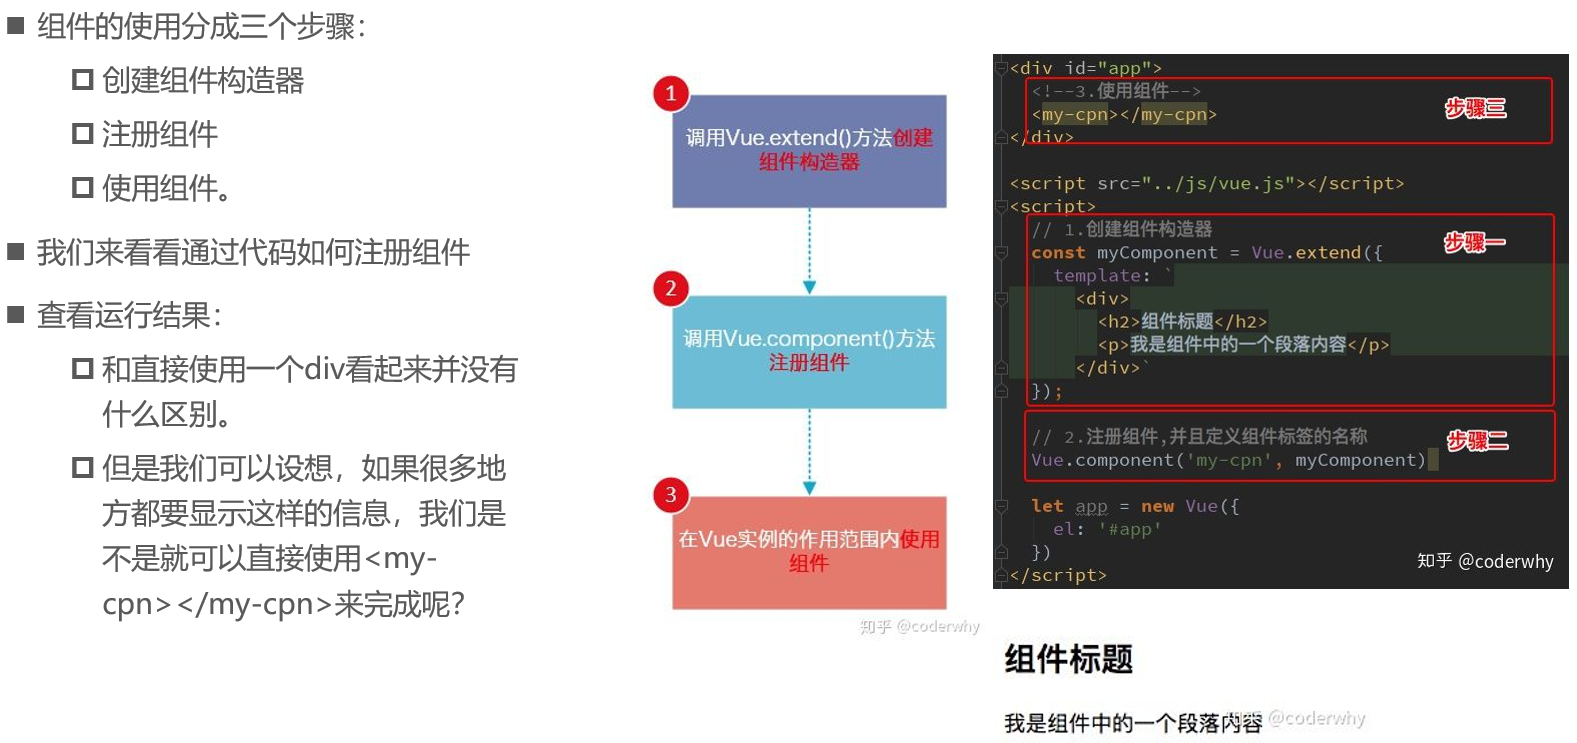 组件的使用分成三个步骤：
创建组件构造器
注册组件
使用组件。
我们来看看通过代码如何注册组件
查看运行结果：
和直接使用一个div看起来并没有
什么区别。
但是我们可以设想，如果很多地
方都要显示这样的信息，我们是
不是就可以直接使用<my-
cpn></my-cpn>来完成呢？
1
调用Vue.extend()方法创建
组件构造器
2
调用Vue.component()方法
注册组件
3
在Vue实例的作用范围内使用
组件
知乎 @coderwhy
<div id="app">
<!--3.使用组件-->
步骤三
<my-cpn></my-cpn>
</div>
<script src="../js/vue.js"></script>
<script>
// 1.创建组件构造器
步骤一
const myComponent = Vue.extend({
template: `
<div>
<h2>组件标题</h2>
<p>我是组件中的一个段落内容</p>
</div>`
});
// 2.注册组件,并且定义组件标签的名称
步骤二
Vue.component('my-cpn', myComponent)
let app = new Vue({
el: '#app'
})
</script>
知乎 @coderwhy
组件标题
我是组件中的一个段落内容
知乎 @coderwhy